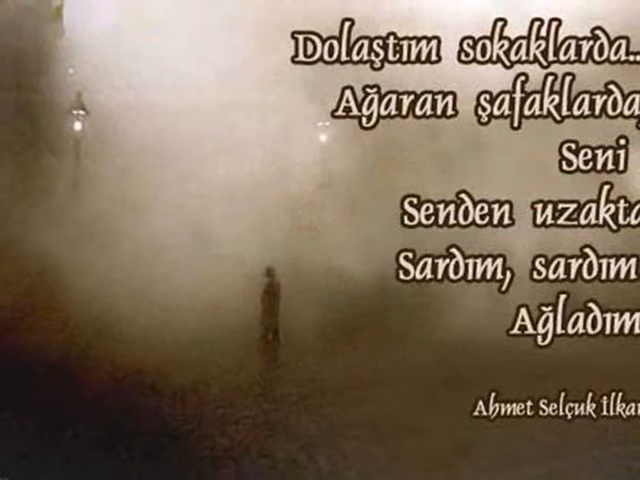 Dolaştım sokaklarda..
Ağaran şafaklarda,
Seni
Senden uzakta
Sardım, sardım
Ağladım
Ahmet Selçuk İlkan